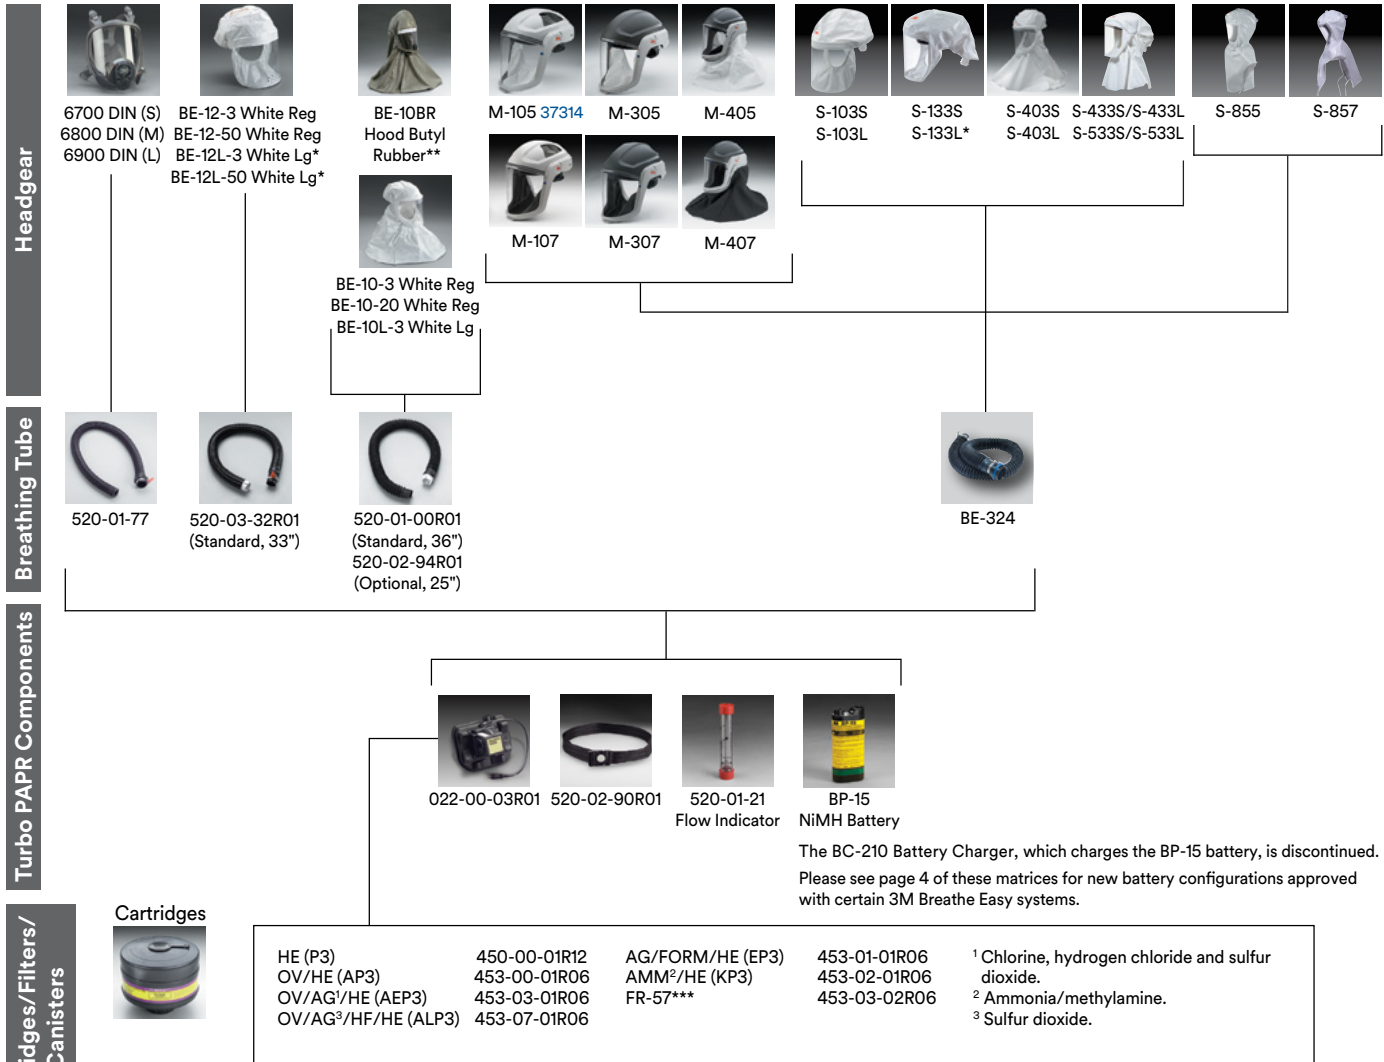 Headgear
6700 DIN (S)
6800 DIN (M)
6900 DIN (L)
BE-12-3 White Reg
BE-12-50 White Reg
BE-12L-3 White Lg*
BE-12L-50 White Lg*
BE-10BR
Hood Butyl
Rubber**
BE-10-3 White Reg
BE-10-20 White Reg
BE-10L-3 White Lg
M-105 37314
M-305
M-405
M-107
M-307
M-407
S-103S
S-103L
S-133S
S-133L*
S-403S
S-403L
S-433S/S-433L
S-533S/S-533L
S-855
S-857
Breathing Tube
520-01-77
520-03-32R01
(Standard, 33")
520-01-00R01
(Standard, 36")
520-02-94R01
(Optional, 25")
BE-324
Turbo PAPR Components
022-00-03R01
520-02-90R01
520-01-21
Flow Indicator
BP-15
NiMH Battery
The BC-210 Battery Charger, which charges the BP-15 battery, is discontinued.
Please see page 4 of these matrices for new battery configurations approved
with certain 3M Breathe Easy systems.
idges/Filters/
Canisters
Cartridges
HE (P3) 450-00-01R12
OV/HE (AP3) 453-00-01R06
OV/AG¹/HE (AEP3) 453-03-01R06
OV/AG³/HF/HE (ALP3) 453-07-01R06
AG/FORM/HE (EP3) 453-01-01R06
AMM²/HE (KP3) 453-02-01R06
FR-57*** 453-03-02R06
¹ Chlorine, hydrogen chloride and sulfur
dioxide.
² Ammonia/methylamine.
³ Sulfur dioxide.